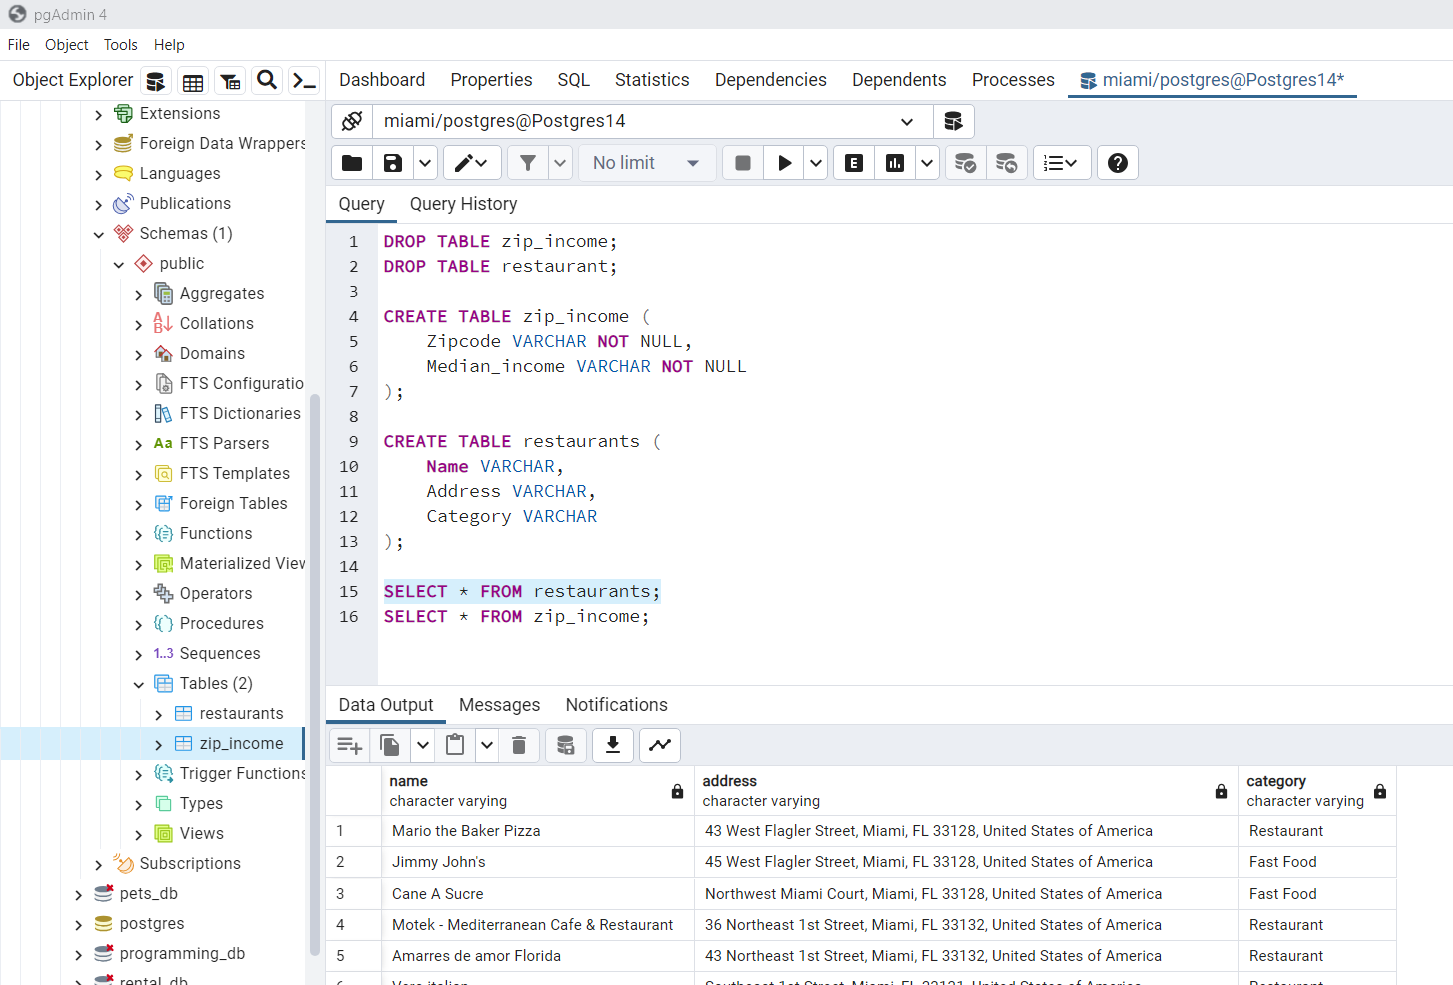 pgAdmin 4
File Object Tools Help
Object Explorer
Dashboard Properties SQL Statistics Dependencies Dependents Processes miami/postgres@Postgres14*
Extensions
Foreign Data Wrappers
Languages
Publications
Schemas (1)
public
Aggregates
Collations
Domains
FTS Configuratio
FTS Dictionaries
Aa FTS Parsers
FTS Templates
Foreign Tables
Functions
Materialized View
Operators
Procedures
1..3 Sequences
Tables (2)
restaurants
zip_income
Trigger Functions
Types
Views
Subscriptions
pets_db
postgres
programming_db
rental_db
miami/postgres@Postgres14
No limit E
Query Query History
1 DROP TABLE zip_income;
2 DROP TABLE restaurant;
3
4 CREATE TABLE zip_income (
5 Zipcode VARCHAR NOT NULL,
6 Median_income VARCHAR NOT NULL
7 );
8
9 CREATE TABLE restaurants (
10 Name VARCHAR,
11 Address VARCHAR,
12 Category VARCHAR
13 );
14
15 SELECT * FROM restaurants;
16 SELECT * FROM zip_income;
Data Output Messages Notifications
name address category
character varying character varying character varying
1 Mario the Baker Pizza 43 West Flagler Street, Miami, FL 33128, United States of America Restaurant
2 Jimmy John's 45 West Flagler Street, Miami, FL 33128, United States of America Fast Food
3 Cane A Sucre Northwest Miami Court, Miami, FL 33128, United States of America Fast Food
4 Motek - Mediterranean Cafe & Restaurant 36 Northeast 1st Street, Miami, FL 33132, United States of America Restaurant
5 Amarres de amor Florida 43 Northeast 1st Street, Miami, FL 33132, United States of America Restaurant